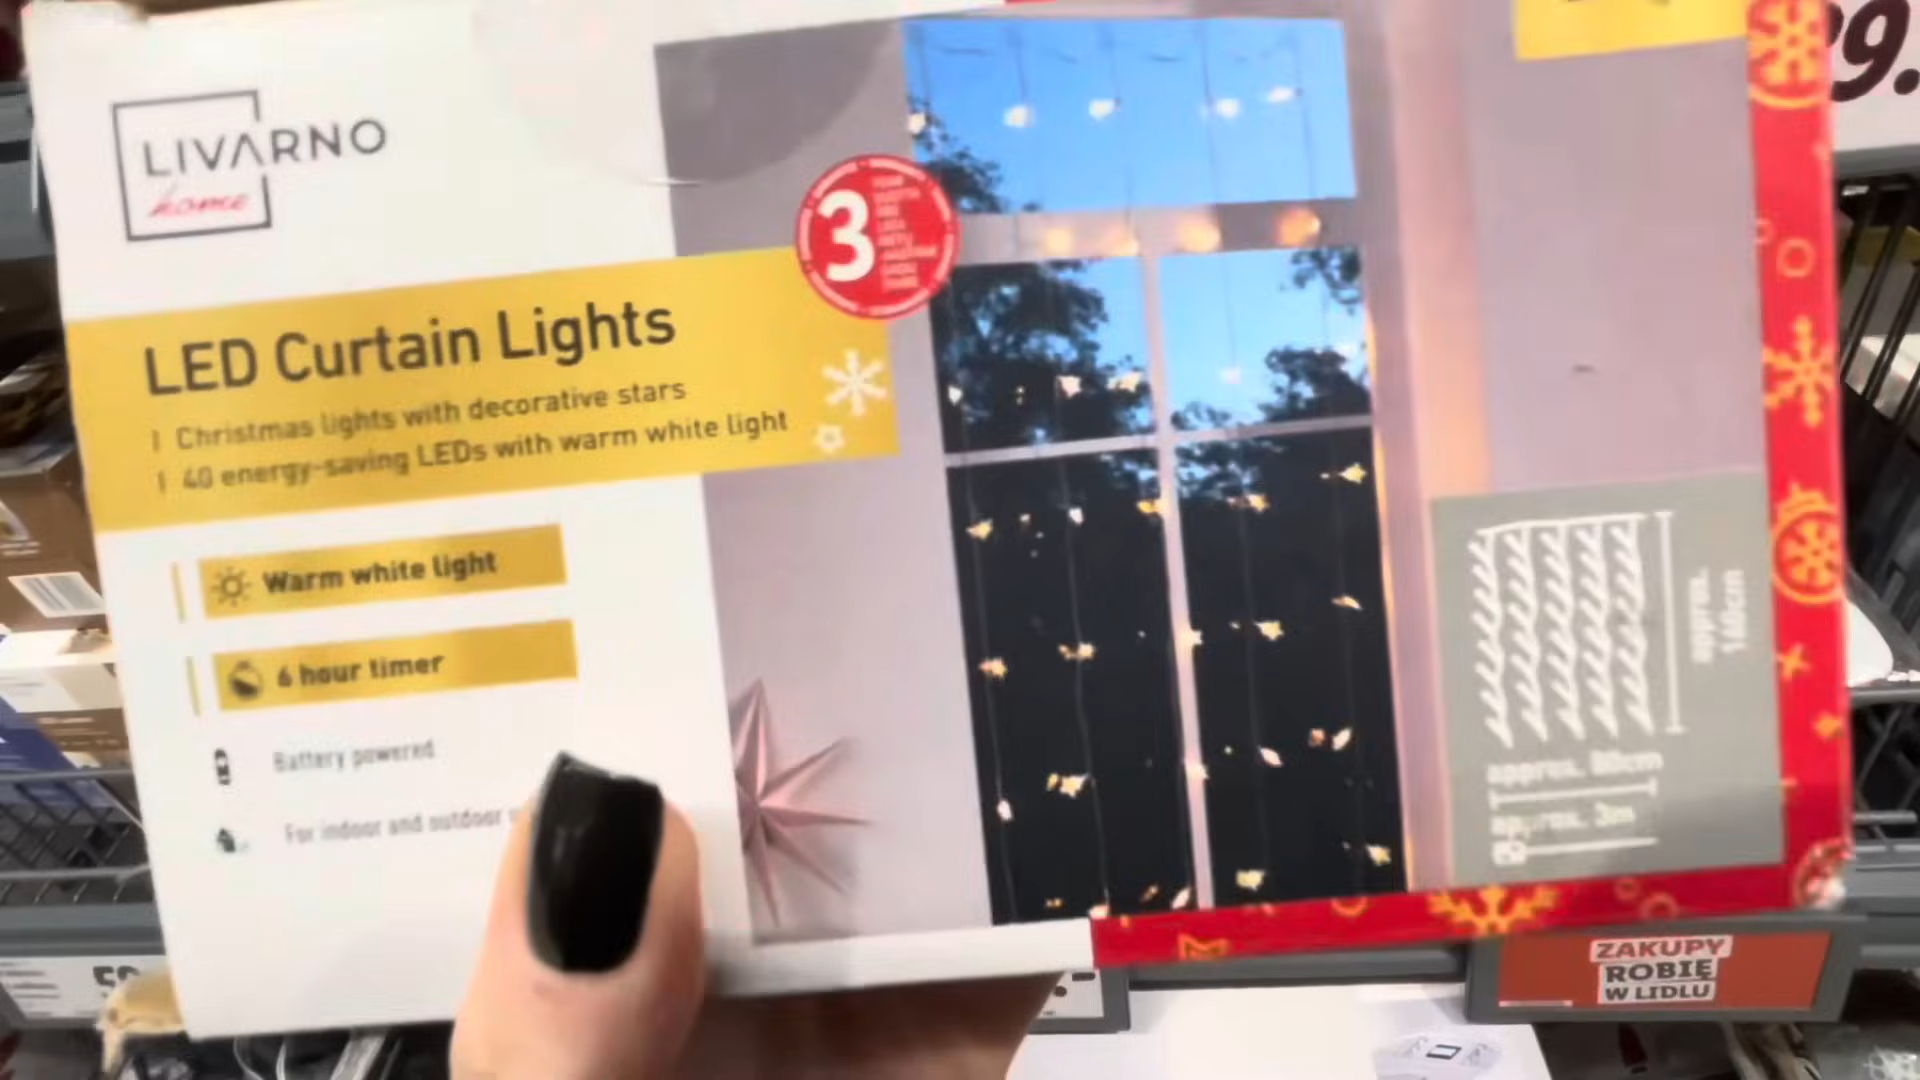 LIVARNO
home
3
LED Curtain Lights
Christmas lights with decorative stars
40 energy-saving LEDs with warm white light
Warm white light
6 hour timer
Battery powered
For indoor and outdoor
approx.
160cm
approx. 80cm
approx. 3m
9.
ZAKUPY
ROBIĘ
W LIDLU